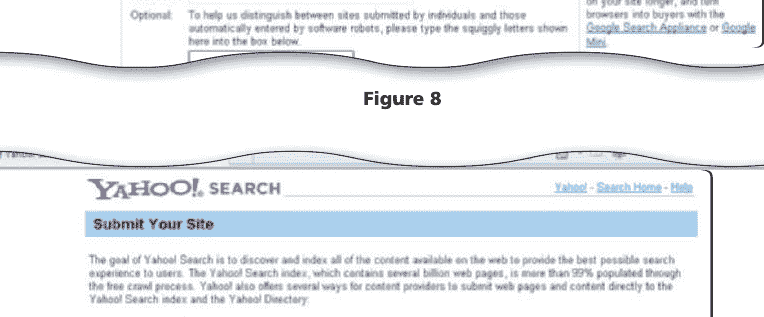 on your site longer, and turn
Optional: To help us distinguish between sites submitted by individuals and those browsers into buyers with the
automatically entered by software robots, please type the squiggly letters shown Google Search Appliance or Google
here into the box below. Mini.
Figure 8
YAHOO! SEARCH Yahoo! - Search Home - Help
Submit Your Site
The goal of Yahoo! Search is to discover and index all of the content available on the web to provide the best possible search
experience to users. The Yahoo! Search index, which contains several billion web pages, is more than 99% populated through
the free crawl process. Yahoo! also offers several ways for content providers to submit web pages and content directly to the
Yahoo! Search index and the Yahoo! Directory: